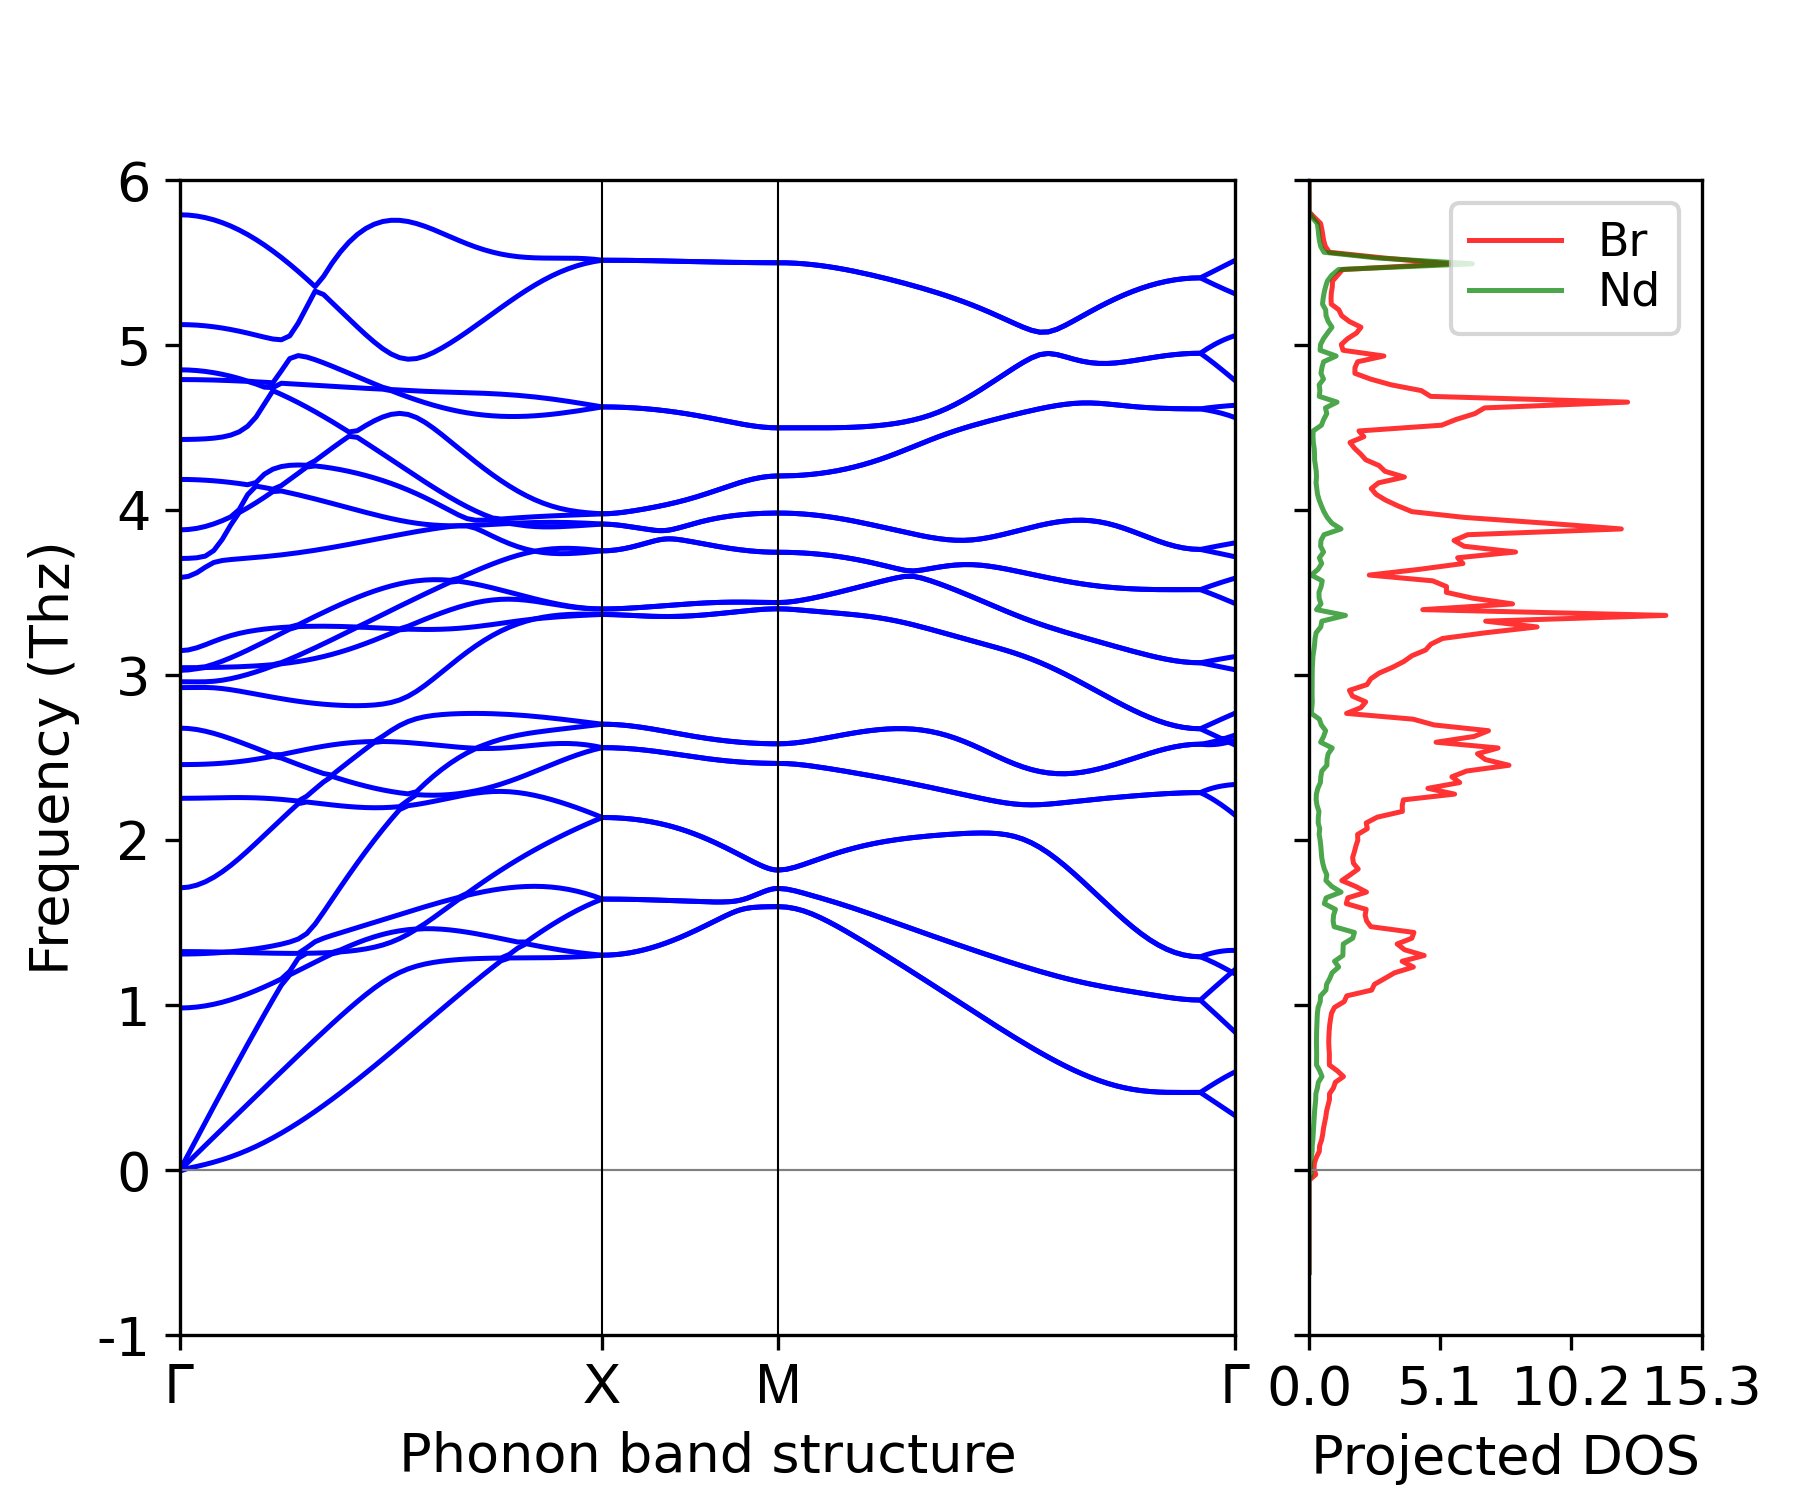 6
5
4
3
2
1
0
-1
Frequency (Thz)
Γ X M Γ
Phonon band structure
Br
Nd
0.0 5.1 10.2 15.3
Projected DOS